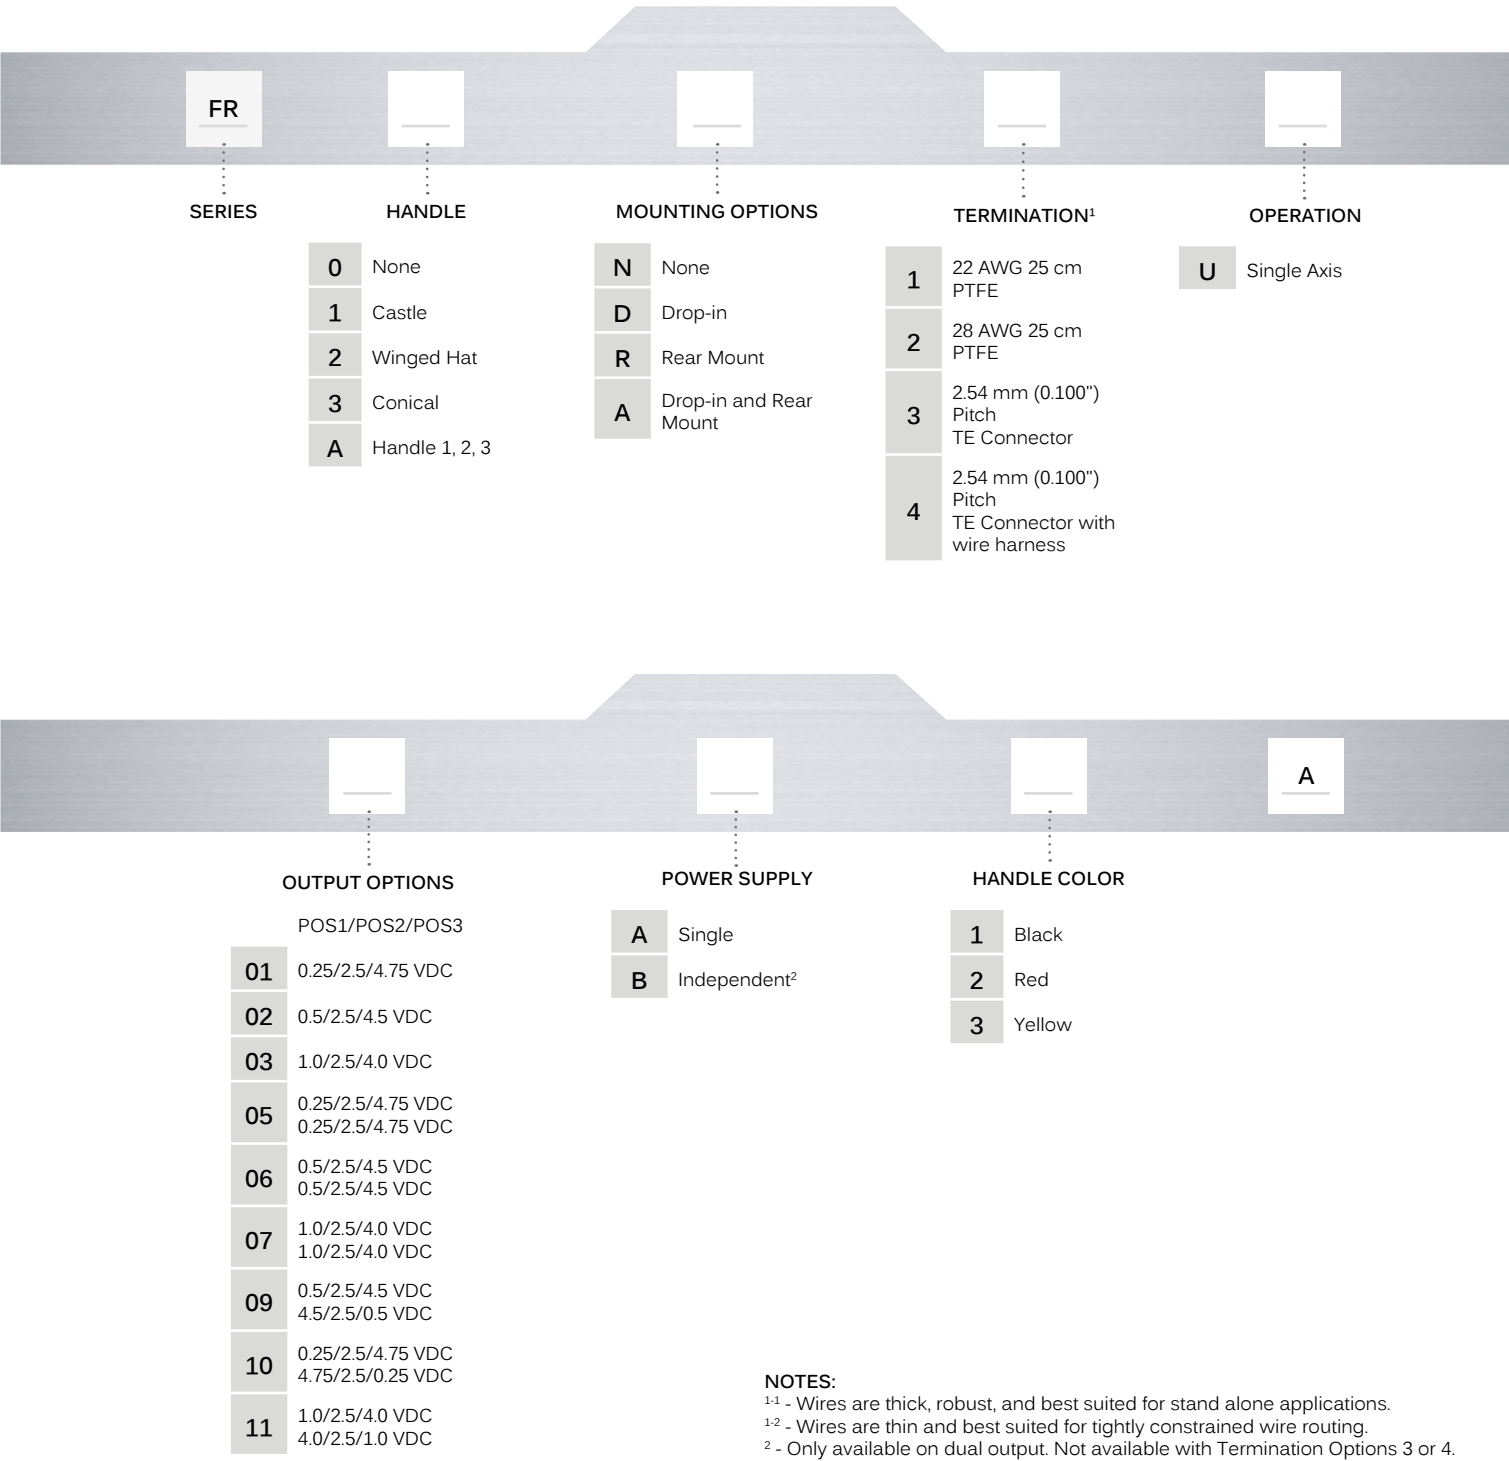 FR
SERIES
HANDLE
0 None
1 Castle
2 Winged Hat
3 Conical
A Handle 1, 2, 3
MOUNTING OPTIONS
N None
D Drop-in
R Rear Mount
A Drop-in and Rear
Mount
TERMINATION¹
1 22 AWG 25 cm
PTFE
2 28 AWG 25 cm
PTFE
3 2.54 mm (0.100")
Pitch
TE Connector
4 2.54 mm (0.100")
Pitch
TE Connector with
wire harness
OPERATION
U Single Axis
A
OUTPUT OPTIONS
POS1/POS2/POS3
01 0.25/2.5/4.75 VDC
02 0.5/2.5/4.5 VDC
03 1.0/2.5/4.0 VDC
05 0.25/2.5/4.75 VDC
0.25/2.5/4.75 VDC
06 0.5/2.5/4.5 VDC
0.5/2.5/4.5 VDC
07 1.0/2.5/4.0 VDC
1.0/2.5/4.0 VDC
09 0.5/2.5/4.5 VDC
4.5/2.5/0.5 VDC
10 0.25/2.5/4.75 VDC
4.75/2.5/0.25 VDC
11 1.0/2.5/4.0 VDC
4.0/2.5/1.0 VDC
POWER SUPPLY
A Single
B Independent²
HANDLE COLOR
1 Black
2 Red
3 Yellow
NOTES:
¹⁻¹ - Wires are thick, robust, and best suited for stand alone applications.
¹⁻² - Wires are thin and best suited for tightly constrained wire routing.
² - Only available on dual output. Not available with Termination Options 3 or 4.